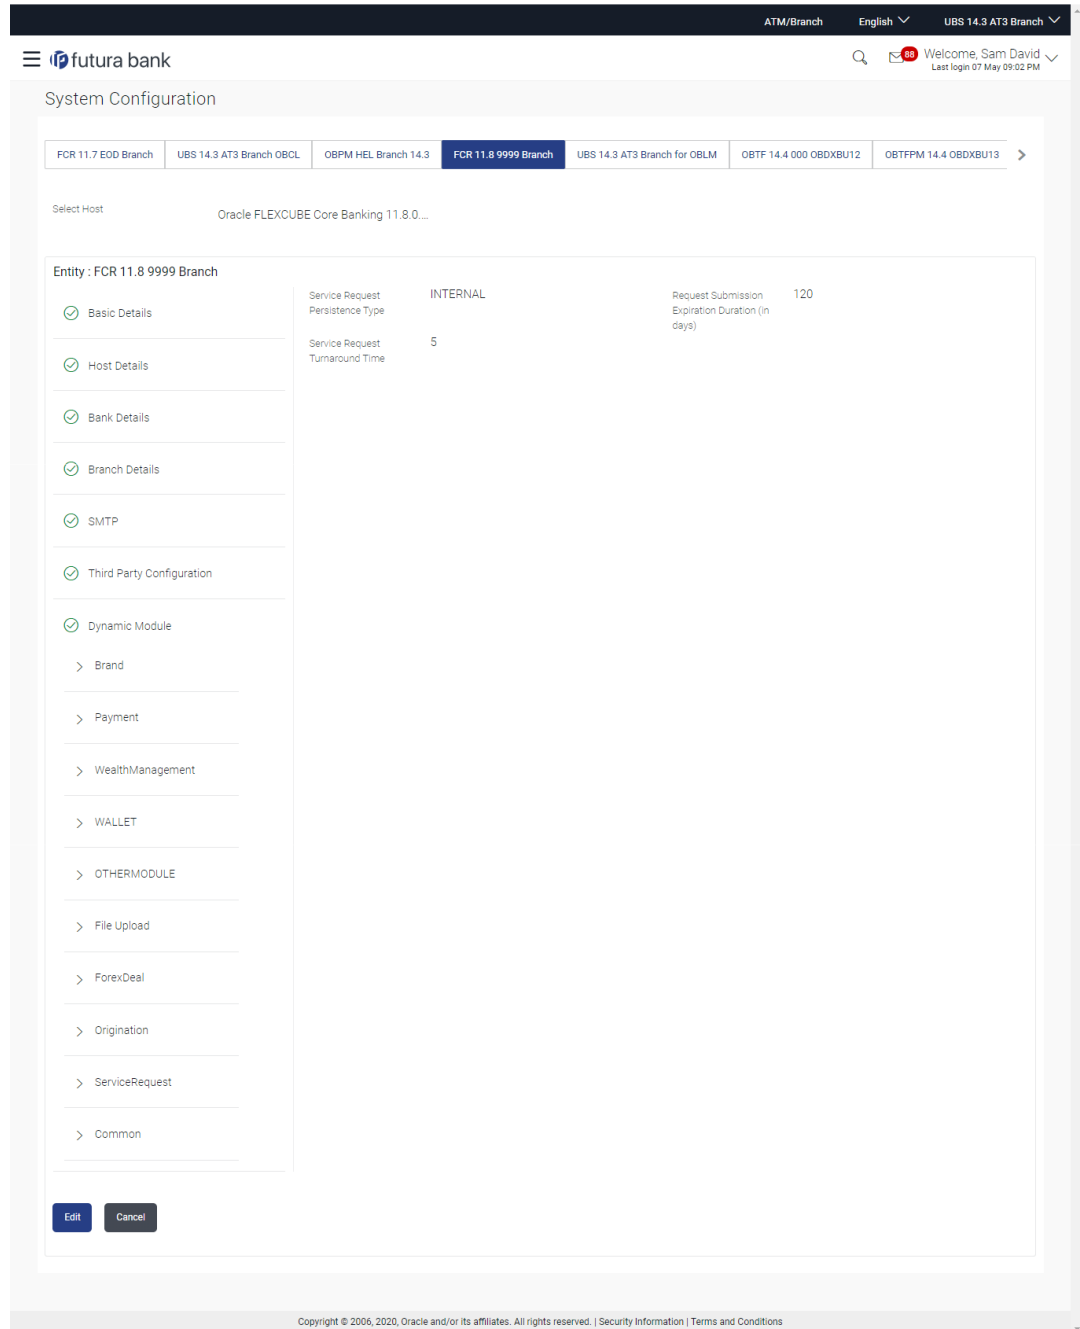 ATM/Branch English UBS 14.3 AT3 Branch
futura bank 88 Welcome, Sam David
Last login 07 May 09:02 PM
System Configuration
FCR 11.7 EOD Branch UBS 14.3 AT3 Branch OBCL OBPM HEL Branch 14.3 FCR 11.8 9999 Branch UBS 14.3 AT3 Branch for OBLM OBTF 14.4 000 OBDXBU12 OBTFPM 14.4 OBDXBU13
Select Host Oracle FLEXCUBE Core Banking 11.8.0....
Entity : FCR 11.8 9999 Branch
Service Request INTERNAL Request Submission 120
Persistence Type Expiration Duration (in
days)
Service Request 5
Turnaround Time
Basic Details
Host Details
Bank Details
Branch Details
SMTP
Third Party Configuration
Dynamic Module
Brand
Payment
WealthManagement
WALLET
OTHERMODULE
File Upload
ForexDeal
Origination
ServiceRequest
Common
Edit Cancel
Copyright © 2006, 2020, Oracle and/or its affiliates. All rights reserved. | Security Information | Terms and Conditions